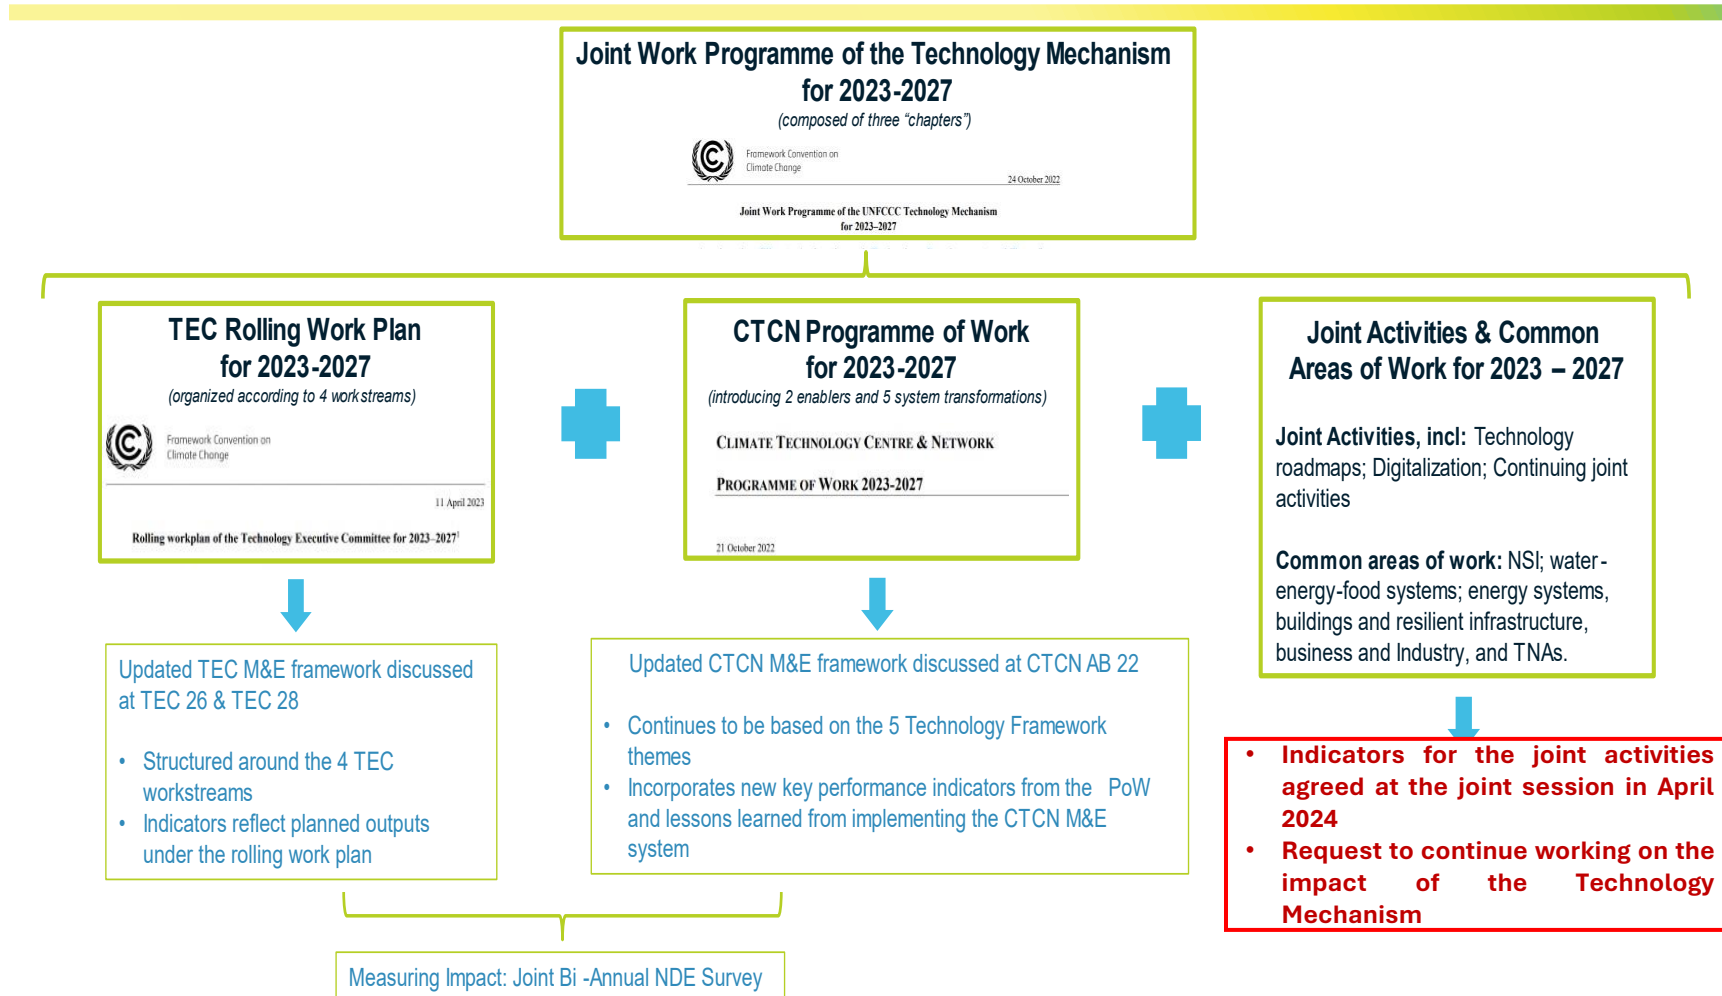 Joint Work Programme of the Technology Mechanism
for 2023-2027
(composed of three “chapters”)
Framework Convention on
Climate Change
24 October 2022
Joint Work Programme of the UNFCCC Technology Mechanism
for 2023–2027
TEC Rolling Work Plan
for 2023-2027
(organized according to 4 workstreams)
Framework Convention on
Climate Change
11 April 2023
Rolling workplan of the Technology Executive Committee for 2023–2027¹
CTCN Programme of Work
for 2023-2027
(introducing 2 enablers and 5 system transformations)
CLIMATE TECHNOLOGY CENTRE & NETWORK
PROGRAMME OF WORK 2023-2027
21 October 2022
Joint Activities & Common
Areas of Work for 2023 – 2027
Joint Activities, incl: Technology
roadmaps; Digitalization; Continuing joint
activities
Common areas of work: NSI; water-
energy-food systems; energy systems,
buildings and resilient infrastructure,
business and Industry, and TNAs.
Updated TEC M&E framework discussed
at TEC 26 & TEC 28
• Structured around the 4 TEC
workstreams
• Indicators reflect planned outputs
under the rolling work plan
Updated CTCN M&E framework discussed at CTCN AB 22
• Continues to be based on the 5 Technology Framework
themes
• Incorporates new key performance indicators from the PoW
and lessons learned from implementing the CTCN M&E
system
• Indicators for the joint activities
agreed at the joint session in April
2024
• Request to continue working on the
impact of the Technology
Mechanism
Measuring Impact: Joint Bi -Annual NDE Survey